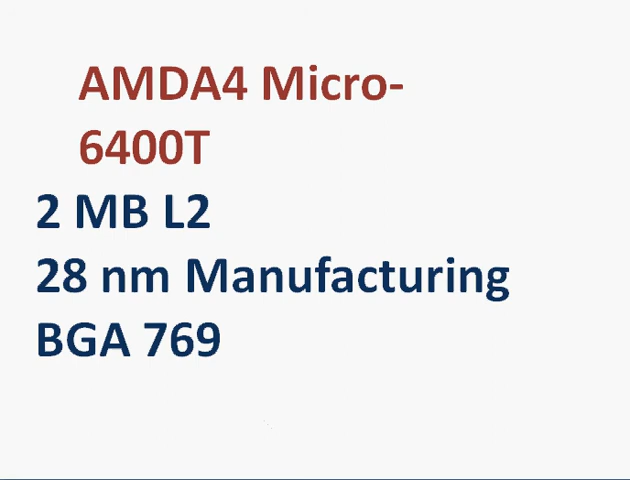 AMDA4 Micro-
6400T
2 MB L2
28 nm Manufacturing
BGA 769